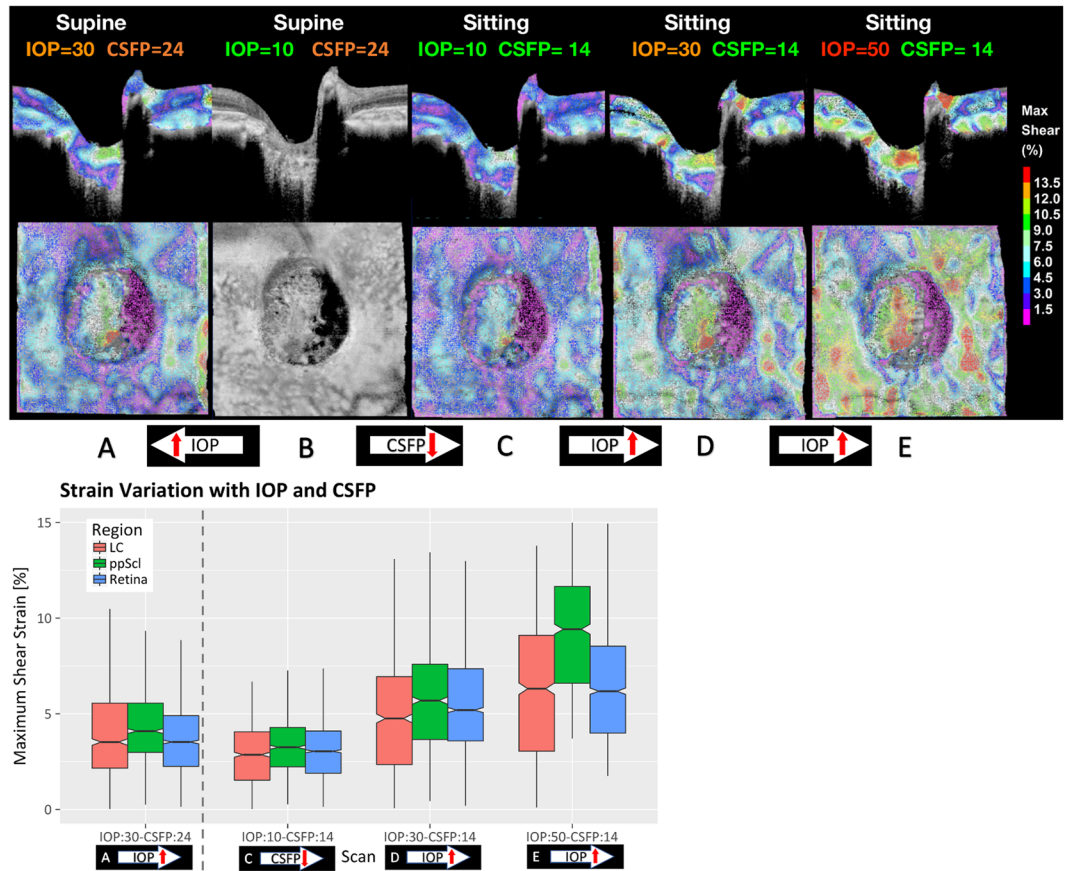 Supine Supine Sitting Sitting Sitting
IOP=30 CSFP=24 IOP=10 CSFP=24 IOP=10 CSFP= 14 IOP=30 CSFP=14 IOP=50 CSFP= 14
Max
Shear
(%)
13.5
12.0
10.5
9.0
7.5
6.0
4.5
3.0
1.5
A IOP B CSFP C IOP D IOP E
Strain Variation with IOP and CSFP
Maximum Shear Strain [%]
15
10
5
0
Region
LC
ppScl
Retina
IOP:30-CSFP:24 IOP:10-CSFP:14 IOP:30-CSFP:14 IOP:50-CSFP:14
A IOP C CSFP Scan D IOP E IOP